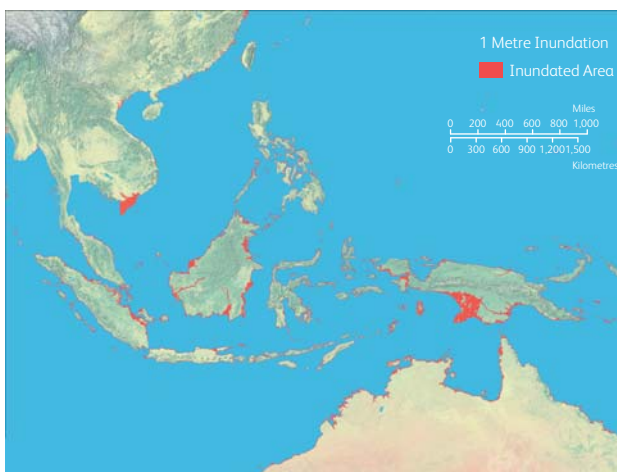 1 Metre Inundation
Inundated Area
Miles
0 200 400 600 800 1,000
0 300 600 900 1,2001,500
Kilometres